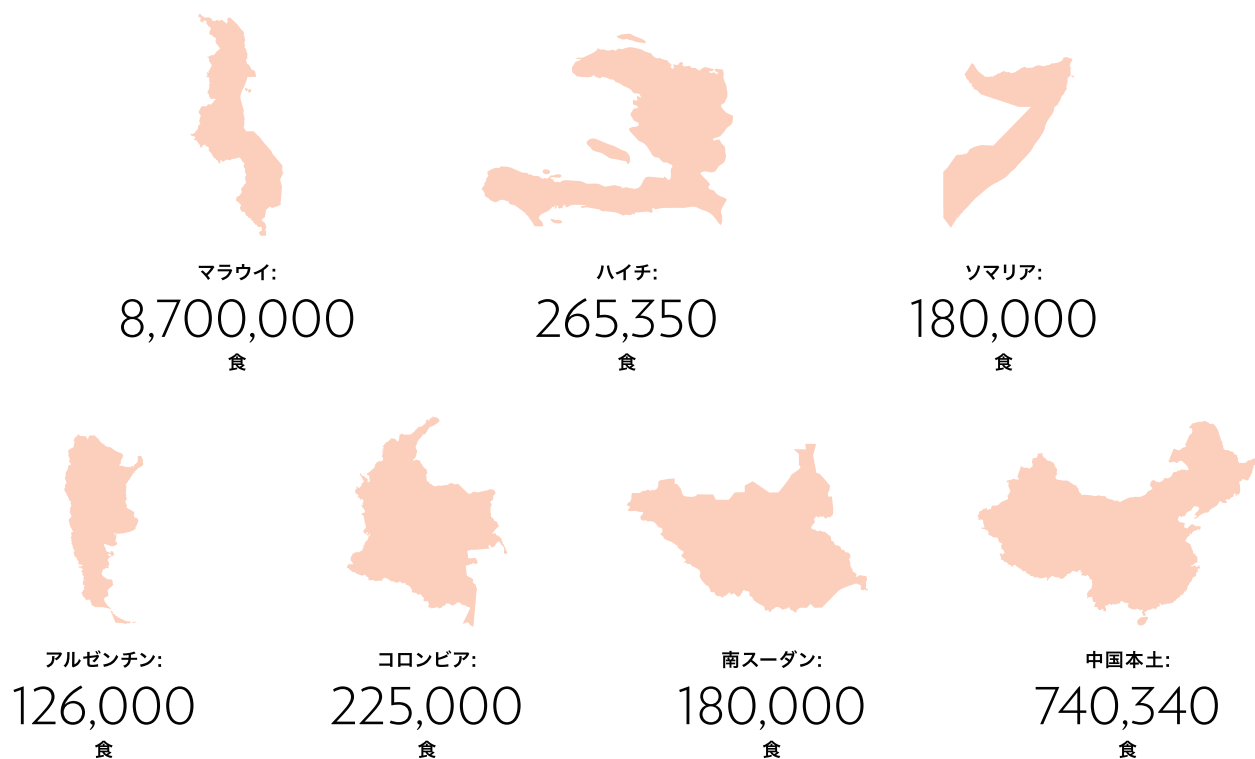 マラウイ:
8,700,000
食
ハイチ:
265,350
食
ソマリア:
180,000
食
アルゼンチン:
126,000
食
コロンビア:
225,000
食
南スーダン:
180,000
食
中国本土:
740,340
食